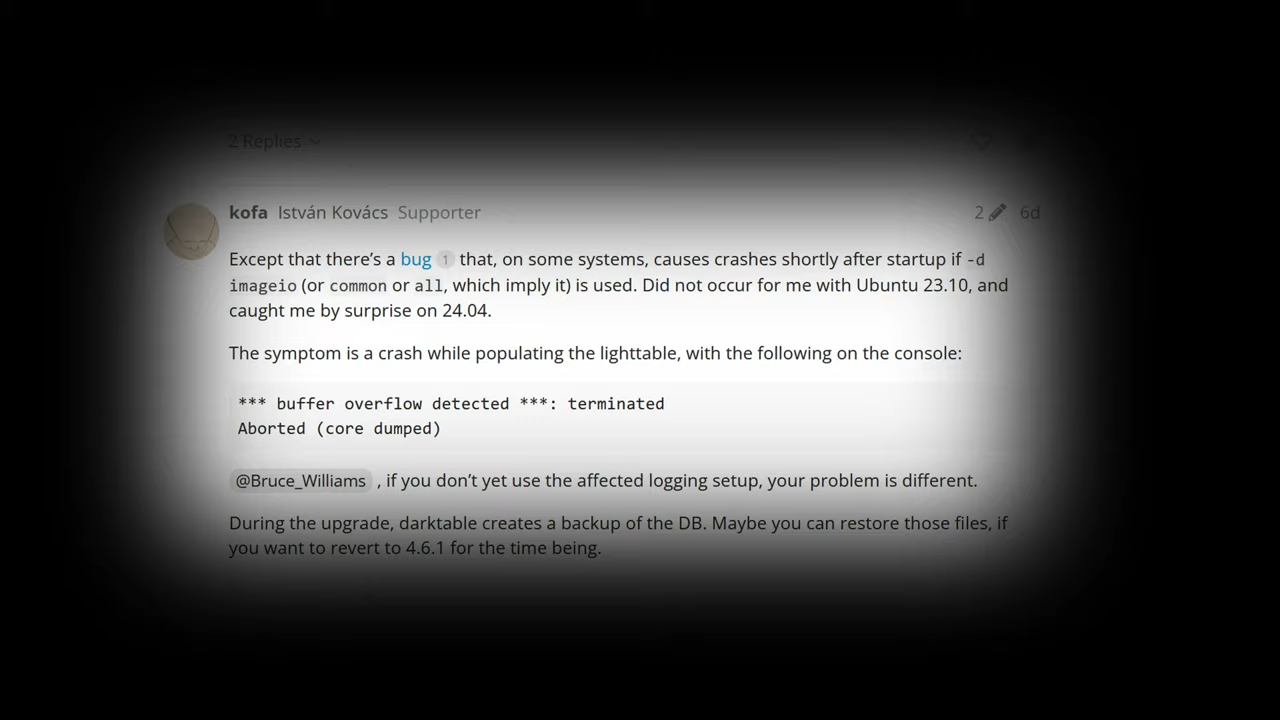 2 Replies
kofa István Kovács Supporter 2 6d
Except that there’s a bug 1 that, on some systems, causes crashes shortly after startup if -d
imageio (or common or all, which imply it) is used. Did not occur for me with Ubuntu 23.10, and
caught me by surprise on 24.04.
The symptom is a crash while populating the lighttable, with the following on the console:
*** buffer overflow detected ***: terminated
Aborted (core dumped)
@Bruce_Williams , if you don’t yet use the affected logging setup, your problem is different.
During the upgrade, darktable creates a backup of the DB. Maybe you can restore those files, if
you want to revert to 4.6.1 for the time being.